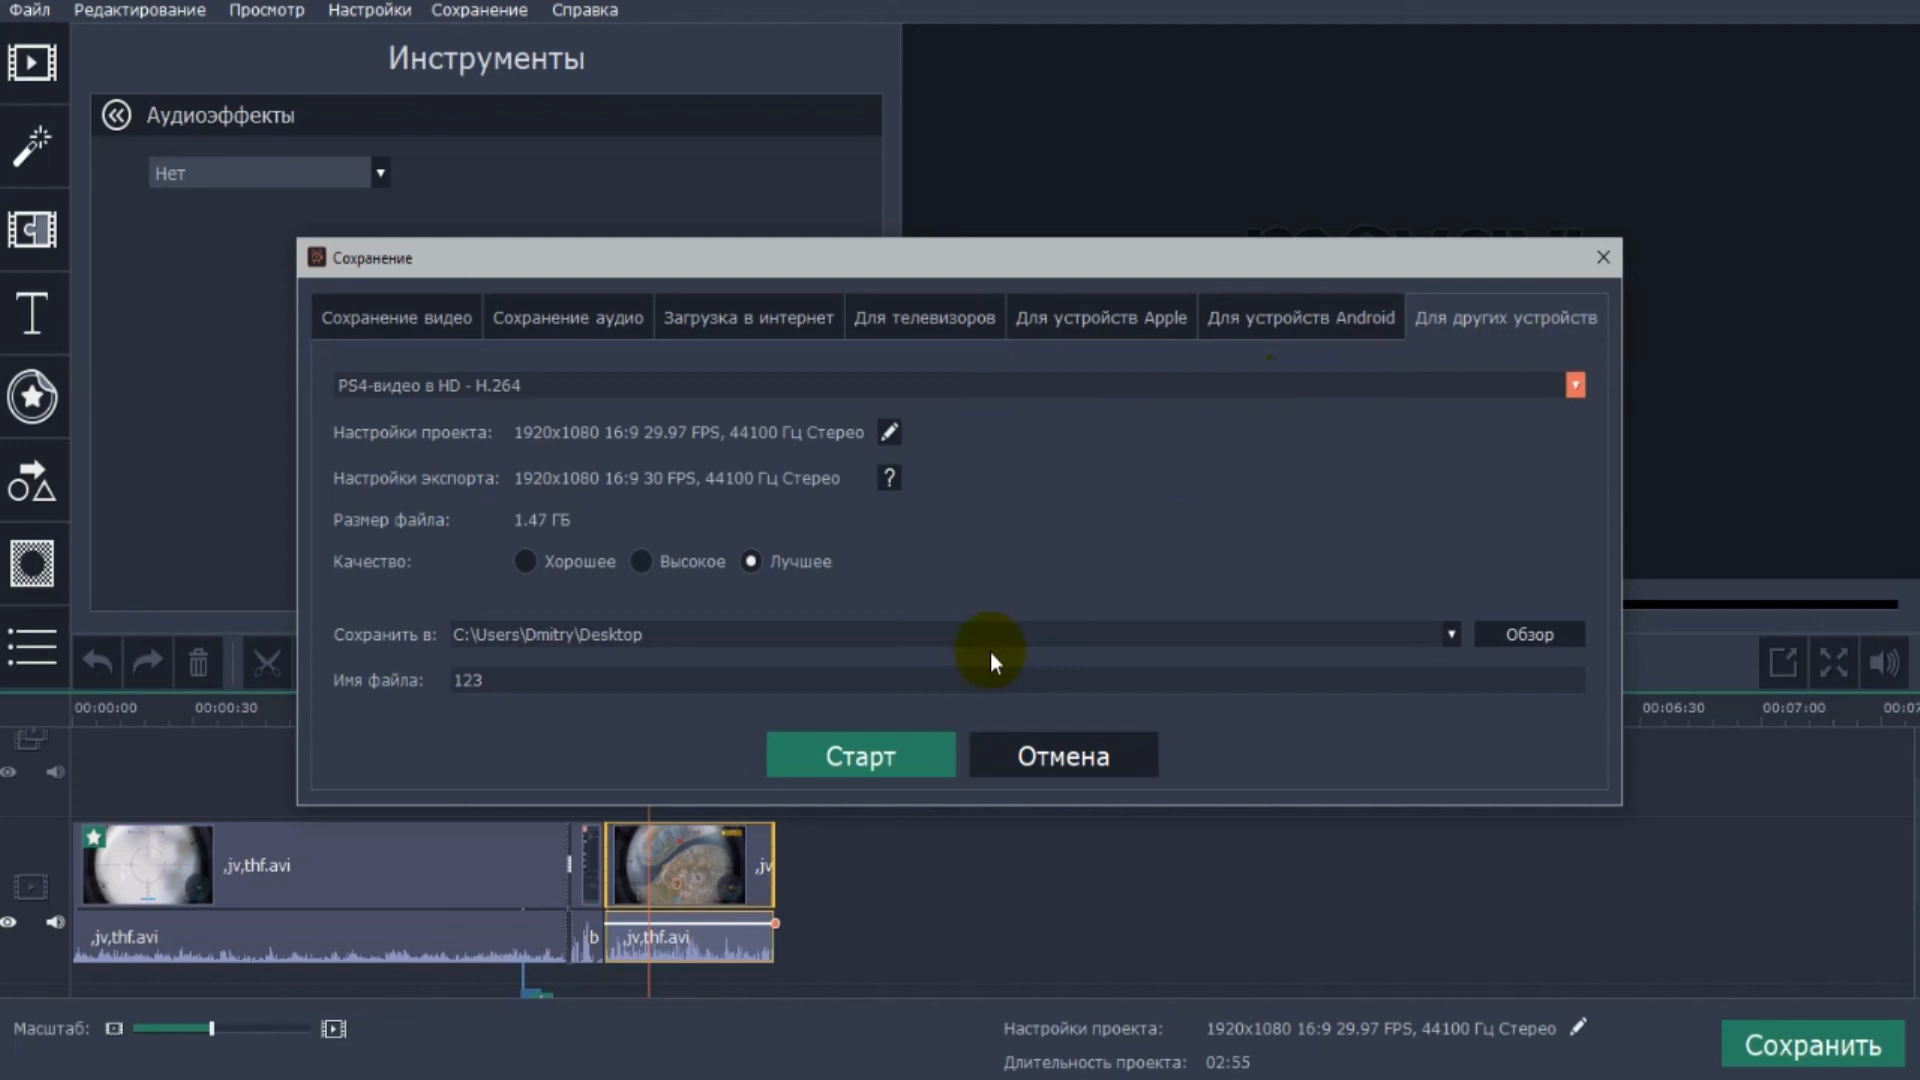 Файл Редактирование Просмотр Настройки Сохранение Справка
Инструменты
Аудиоэффекты
Нет
Сохранение
Сохранение видео Сохранение аудио Загрузка в интернет Для телевизоров Для устройств Apple Для устройств Android Для других устройств
PS4-видео в HD - H.264
Настройки проекта: 1920x1080 16:9 29.97 FPS, 44100 Гц Стерео
Настройки экспорта: 1920x1080 16:9 30 FPS, 44100 Гц Стерео ?
Размер файла: 1.47 ГБ
Качество: Хорошее Высокое Лучшее
Сохранить в: C:\Users\Dmitry\Desktop Обзор
Имя файла: 123
Старт Отмена
00:00:00 00:00:30 00:06:30 00:07:00 00:07
,jv,thf.avi ,jv
,jv,thf.avi b ,jv,thf.avi
Масштаб:
Настройки проекта: 1920x1080 16:9 29.97 FPS, 44100 Гц Стерео
Длительность проекта: 02:55
Сохранить